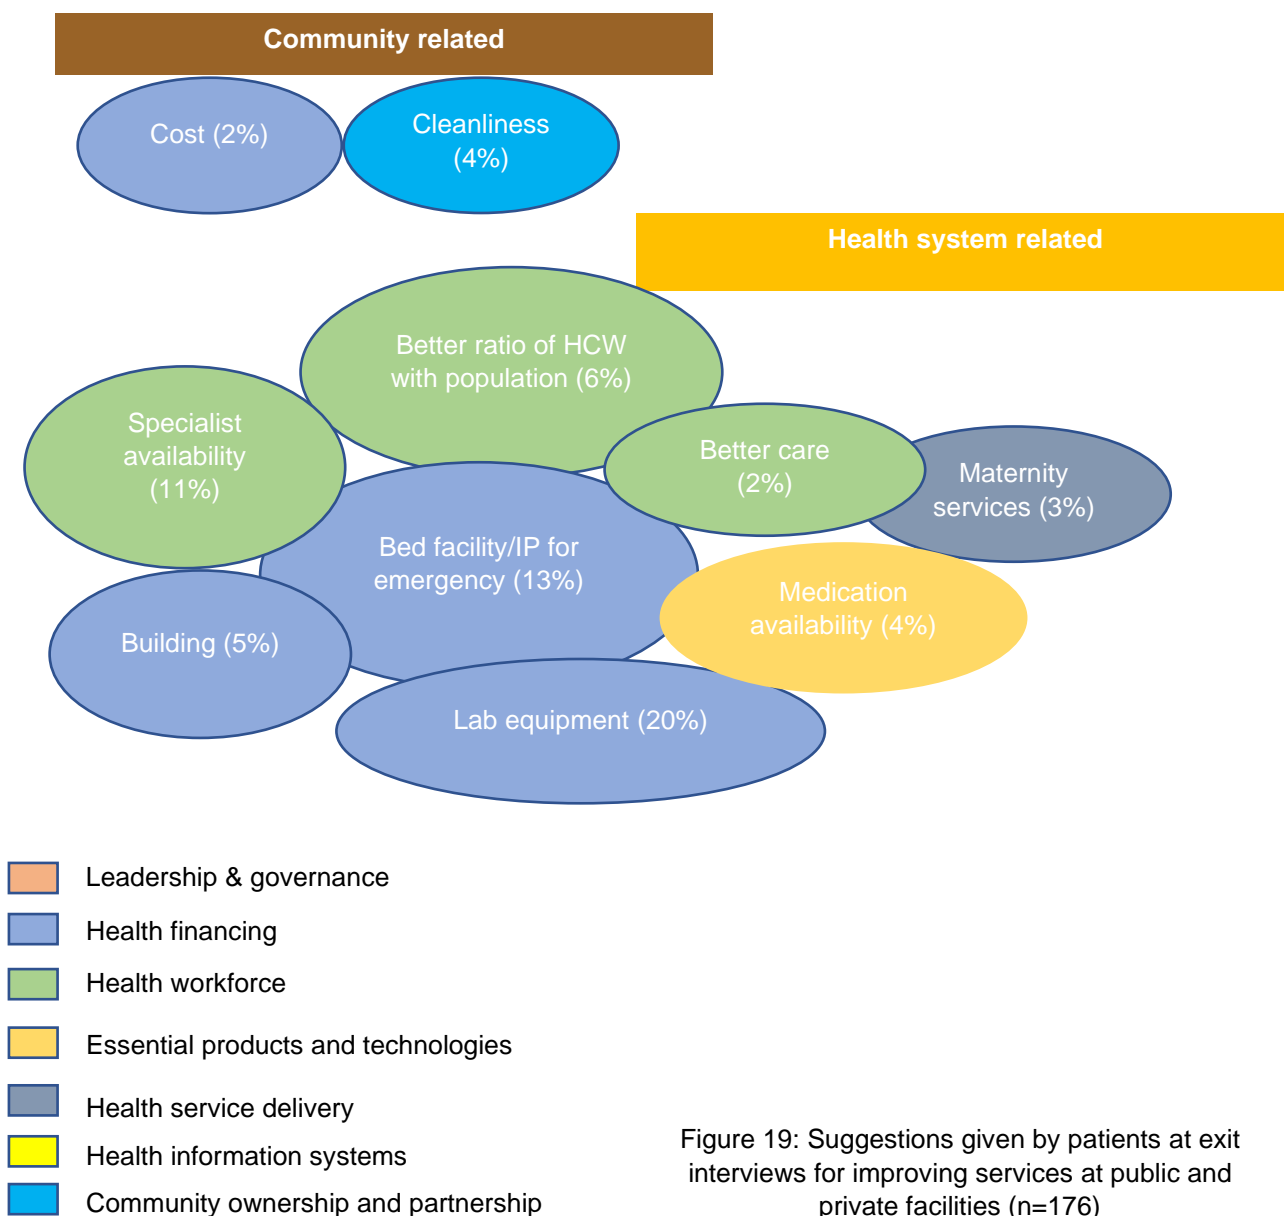 Community related
Cost (2%)
Cleanliness
(4%)
Health system related
Better ratio of HCW
with population (6%)
Specialist
availability
(11%)
Better care
(2%)
Maternity
services (3%)
Bed facility/IP for
emergency (13%)
Medication
availability (4%)
Building (5%)
Lab equipment (20%)
Leadership & governance
Health financing
Health workforce
Essential products and technologies
Health service delivery
Health information systems
Community ownership and partnership
Figure 19: Suggestions given by patients at exit
interviews for improving services at public and
private facilities (n=176)